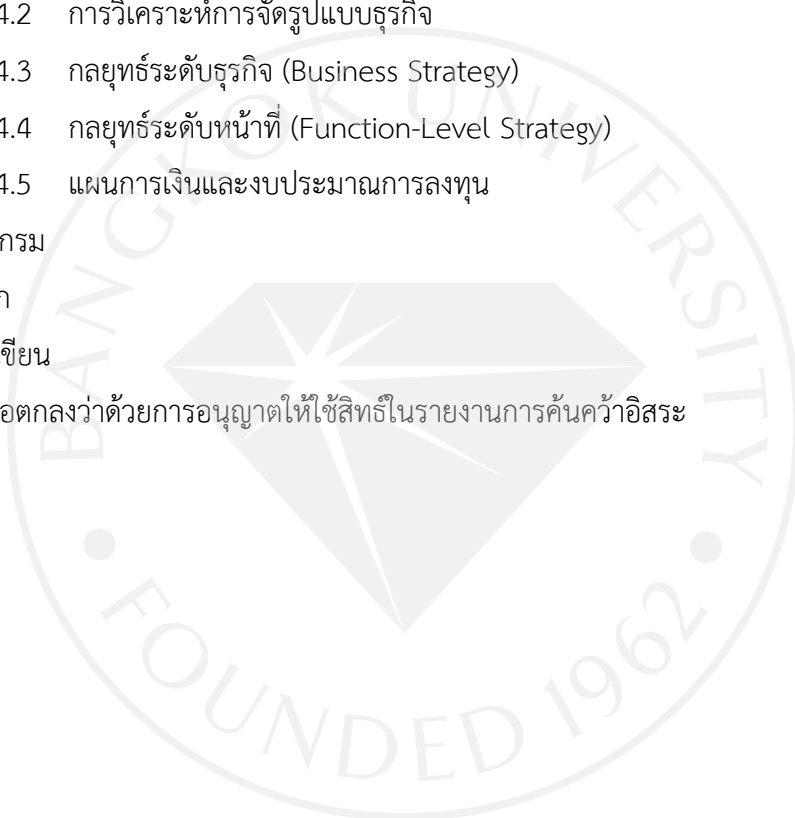 4.2 การวิเคราะห์การจัดรูปแบบธุรกิจ
4.3 กลยุทธ์ระดับธุรกิจ (Business Strategy)
4.4 กลยุทธ์ระดับหน้าที่ (Function-Level Strategy)
4.5 แผนการเงินและงบประมาณการลงทุน
กรม
ก
ขียน
อตกลงว่าด้วยการอนุญาตให้ใช้สิทธิ์ในรายงานการค้นคว้าอิสระ
BANGKOK UNIVERSITY
FOUNDED 1962